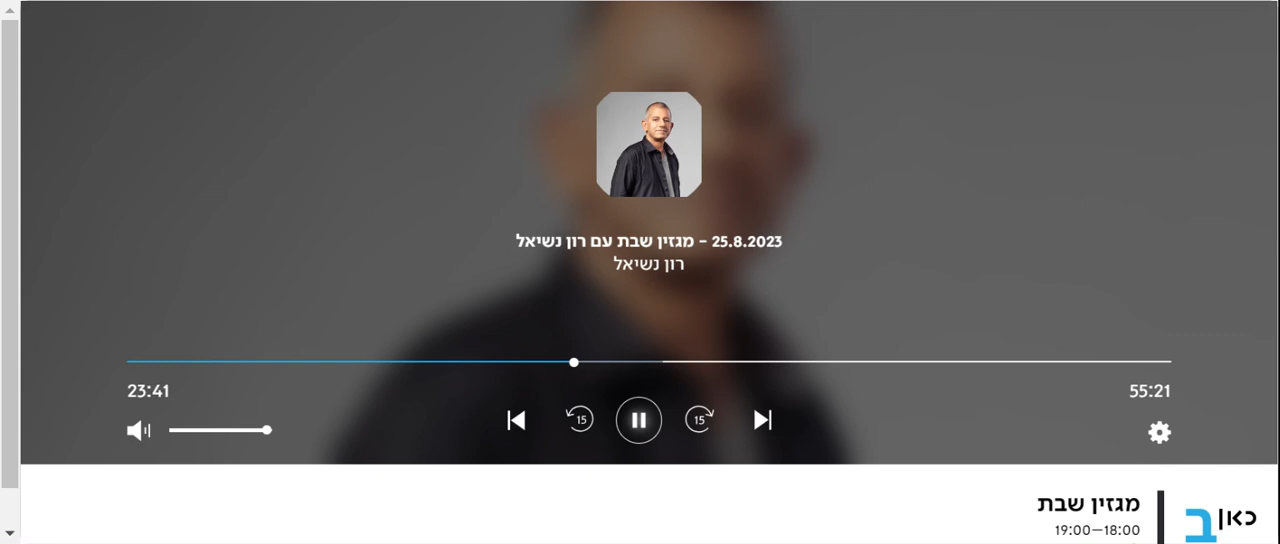 25.8.2023 - מגזין שבת עם רון נשיאל
רון נשיאל
23:41
55:21
15
15
כאן ב
מגזין שבת
18:00–19:00